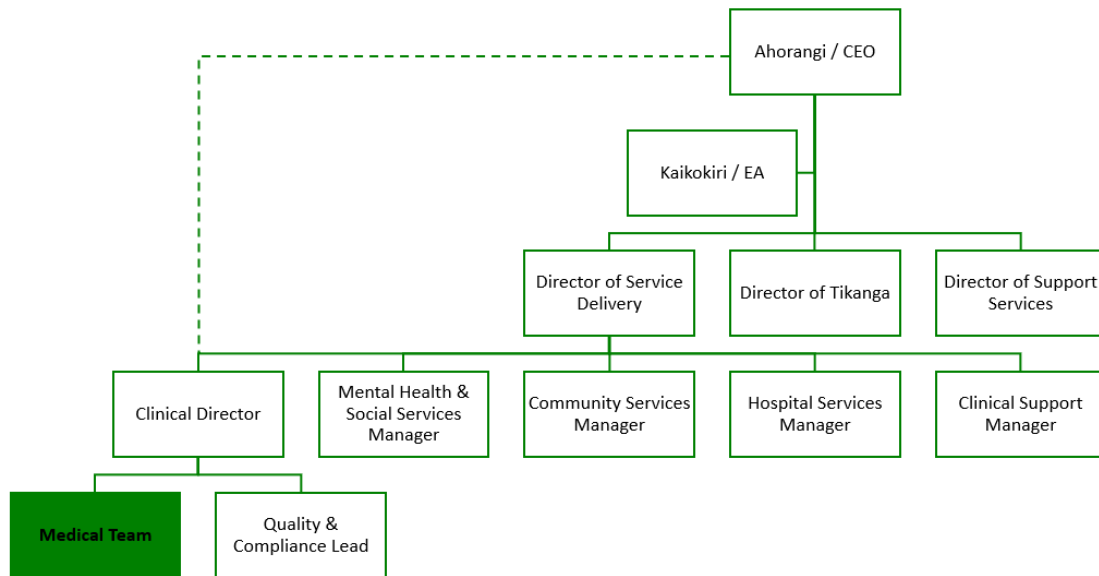 Ahorangi / CEO
Kaikokiri / EA
Director of Service
Delivery
Director of Tikanga
Director of Support
Services
Clinical Director
Mental Health &
Social Services
Manager
Community Services
Manager
Hospital Services
Manager
Clinical Support
Manager
Medical Team
Quality &
Compliance Lead